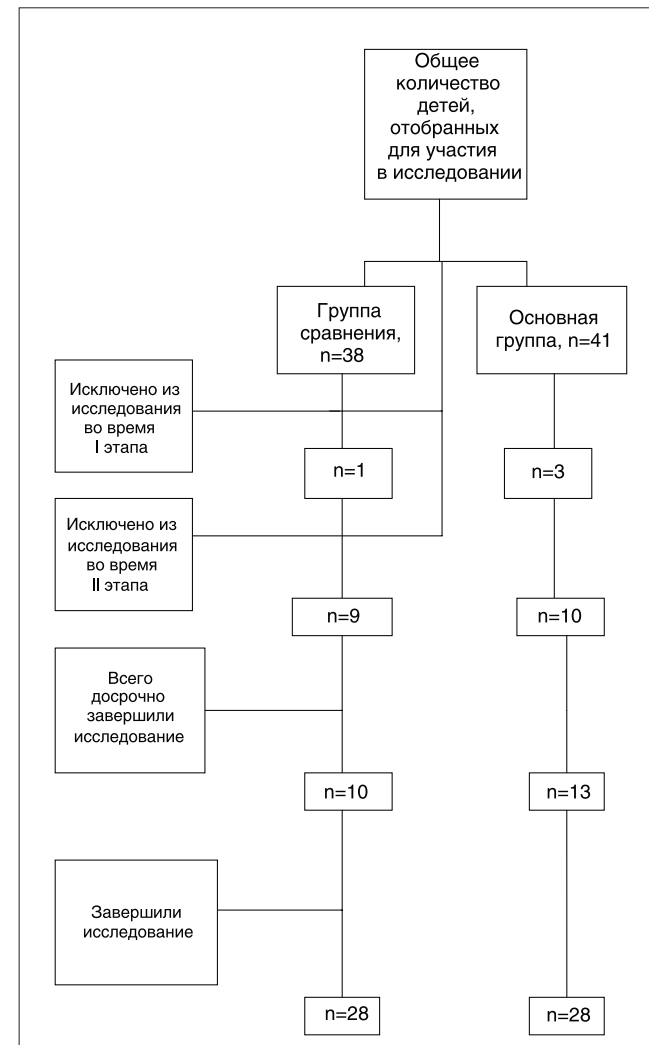 Общее
количество
детей,
отобранных
для участия
в исследовании
Группа
сравнения,
n=38
Основная
группа, n=41
Исключено из
исследования
во время
I этапа
n=1
n=3
Исключено из
исследования
во время
II этапа
n=9
n=10
Всего
досрочно
завершили
исследование
n=10
n=13
Завершили
исследование
n=28
n=28